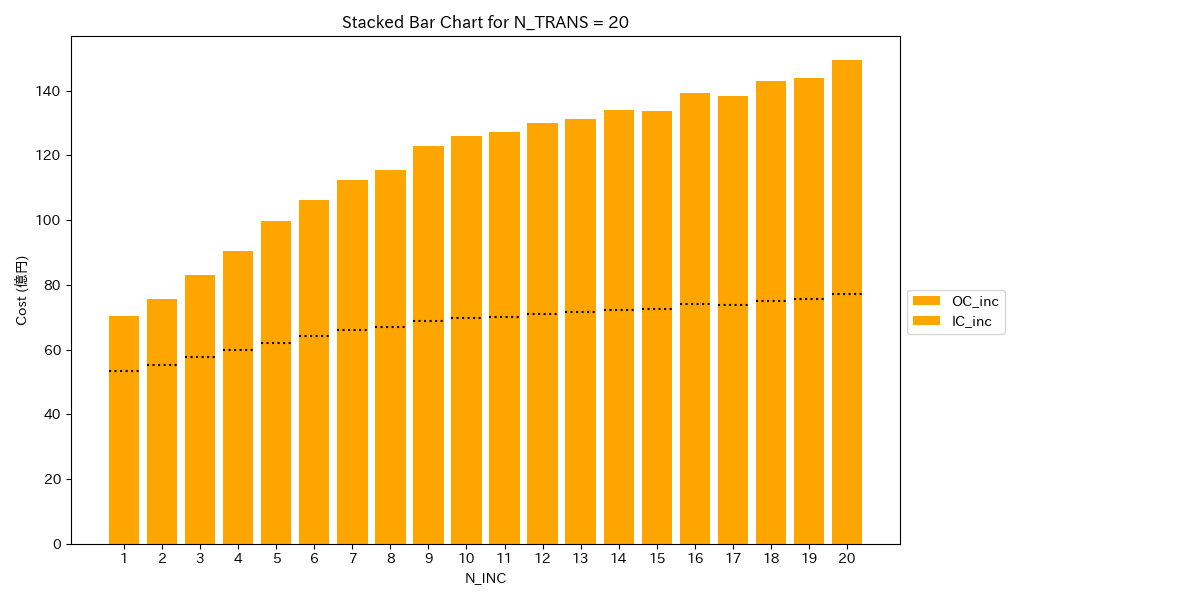 Stacked Bar Chart for N_TRANS = 20
Cost (億円)
140
120
100
80
60
40
20
0
1 2 3 4 5 6 7 8 9 10 11 12 13 14 15 16 17 18 19 20
N_INC
OC_inc
IC_inc